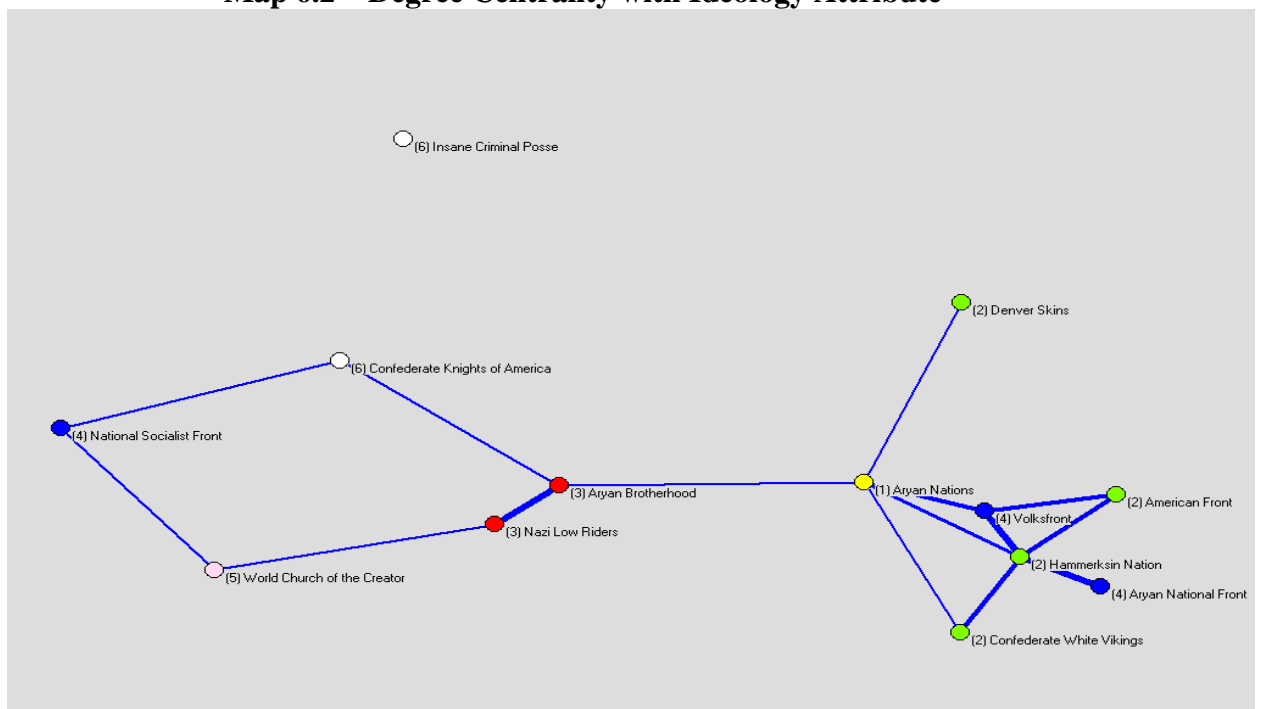 Map 6.2 – Degree Centrality with Ideology Attribute
(6) Insane Criminal Posse
(2) Denver Skins
(6) Confederate Knights of America
(4) National Socialist Front
(3) Aryan Brotherhood
(1) Aryan Nations
(2) American Front
(4) Volksfront
(3) Nazi Low Riders
(2) Hammerksin Nation
(5) World Church of the Creator
(4) Aryan National Front
(2) Confederate White Vikings